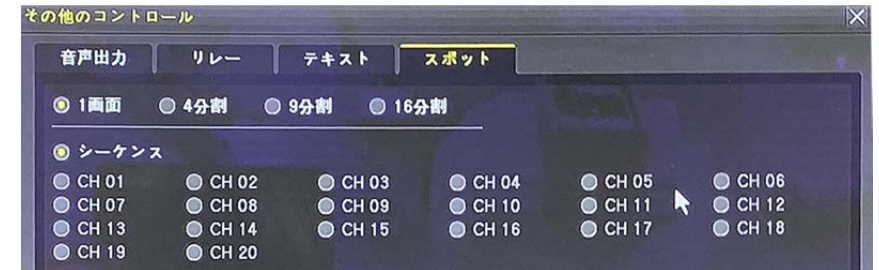 その他のコントロール
音声出力 リレー テキスト スポット
1画面 4分割 9分割 16分割
シーケンス
CH 01 CH 02 CH 03 CH 04 CH 05 CH 06
CH 07 CH 08 CH 09 CH 10 CH 11 CH 12
CH 13 CH 14 CH 15 CH 16 CH 17 CH 18
CH 19 CH 20